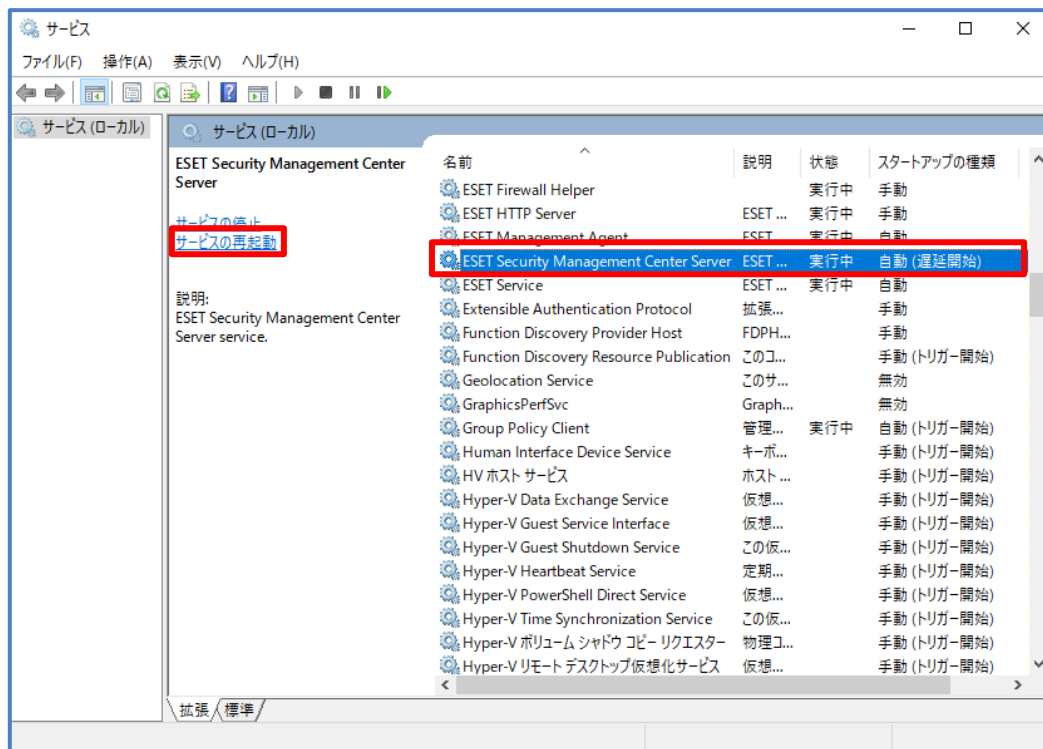 サービス
ファイル(F) 操作(A) 表示(V) ヘルプ(H)
サービス (ローカル)
サービス (ローカル)
ESET Security Management Center
Server
サービスの停止
サービスの再起動
説明:
ESET Security Management Center
Server service.
名前 説明 状態 スタートアップの種類
ESET Firewall Helper 実行中 手動
ESET HTTP Server ESET ... 実行中 手動
ESET Management Agent ESET ... 実行中 自動
ESET Security Management Center Server ESET ... 実行中 自動 (遅延開始)
ESET Service ESET ... 実行中 自動
Extensible Authentication Protocol 拡張... 手動
Function Discovery Provider Host FDPH... 手動
Function Discovery Resource Publication このコ... 手動 (トリガー開始)
Geolocation Service このサ... 無効
GraphicsPerfSvc Graph... 無効
Group Policy Client 管理... 実行中 自動 (トリガー開始)
Human Interface Device Service キーボ... 手動 (トリガー開始)
HV ホスト サービス ホスト ... 手動 (トリガー開始)
Hyper-V Data Exchange Service 仮想... 手動 (トリガー開始)
Hyper-V Guest Service Interface 仮想... 手動 (トリガー開始)
Hyper-V Guest Shutdown Service この仮... 手動 (トリガー開始)
Hyper-V Heartbeat Service 定期... 手動 (トリガー開始)
Hyper-V PowerShell Direct Service 仮想... 手動 (トリガー開始)
Hyper-V Time Synchronization Service この仮... 手動 (トリガー開始)
Hyper-V ボリューム シャドウ コピー リクエスター 物理コ... 手動 (トリガー開始)
Hyper-V リモート デスクトップ仮想化サービス 仮想... 手動 (トリガー開始)
拡張 標準